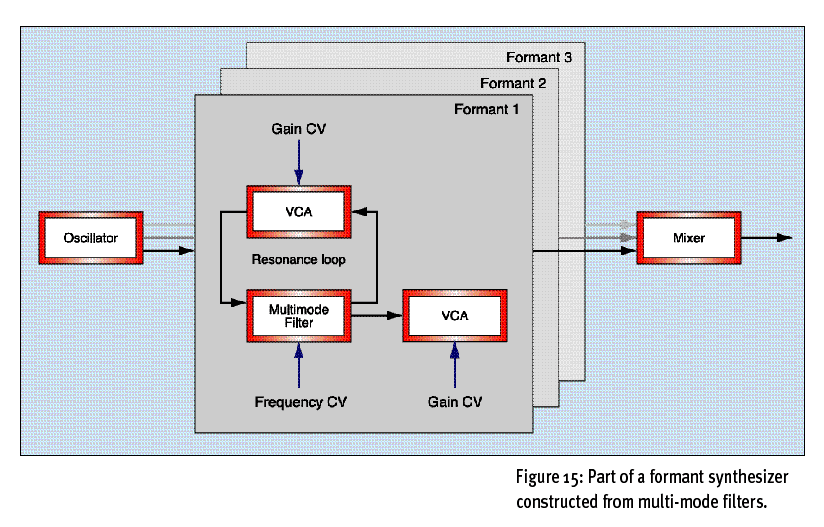 Formant 3
Formant 2
Formant 1
Gain CV
VCA
Oscillator
Mixer
Resonance loop
Multimode
Filter
VCA
Frequency CV
Gain CV
Figure 15: Part of a formant synthesizer
constructed from multi-mode filters.